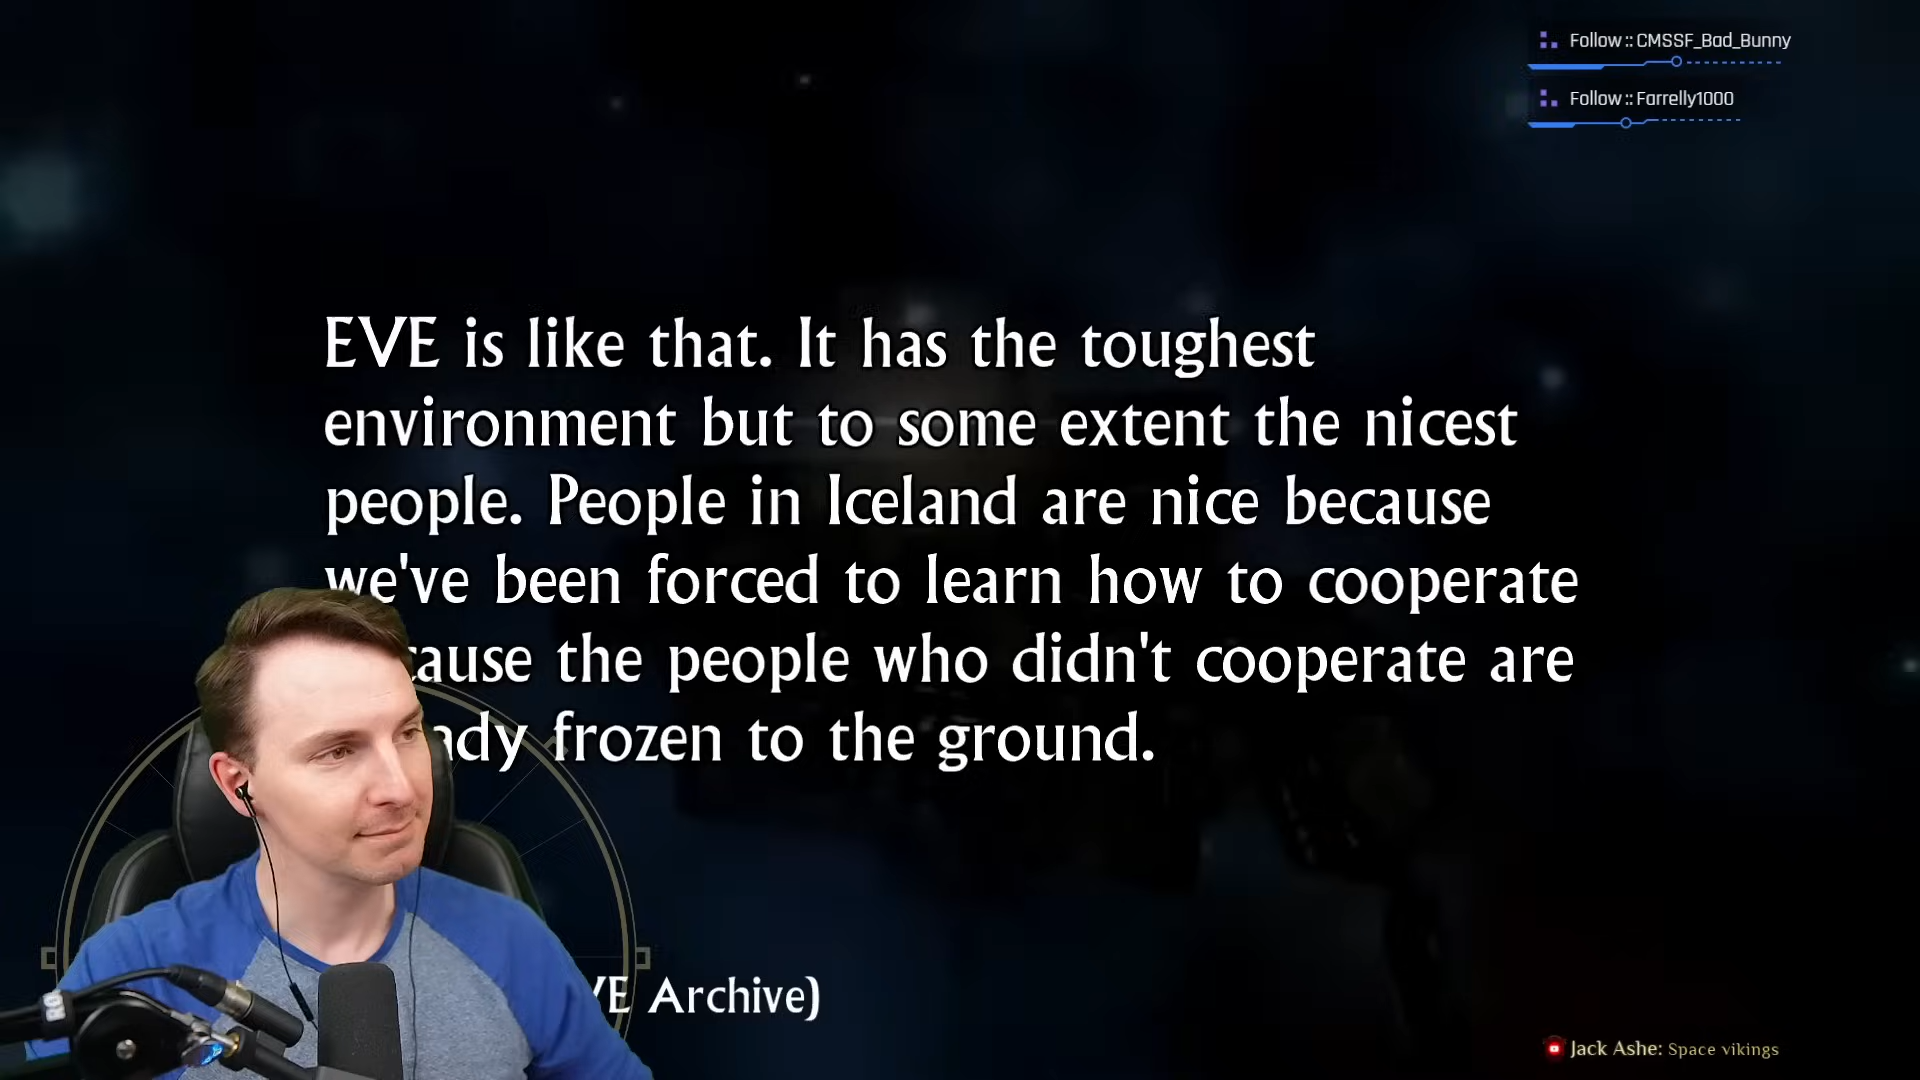 Follow :: CMSSF_Bad_Bunny
Follow :: Farrelly1000
EVE is like that. It has the toughest
environment but to some extent the nicest
people. People in Iceland are nice because
we've been forced to learn how to cooperate
the people who didn't cooperate are
frozen to the ground.
Archive)
Jack Ashe: Space vikings